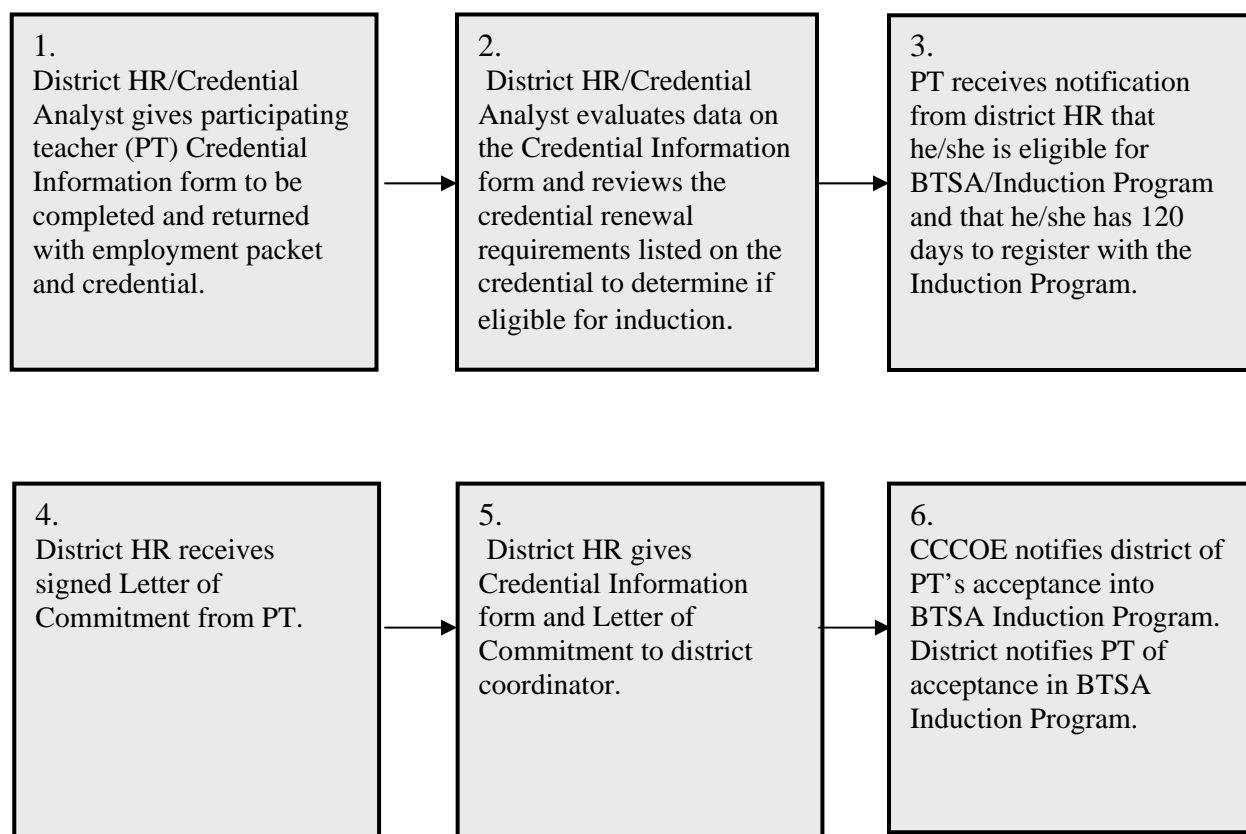 1.
District HR/Credential
Analyst gives participating
teacher (PT) Credential
Information form to be
completed and returned
with employment packet
and credential.
2.
District HR/Credential
Analyst evaluates data on
the Credential Information
form and reviews the
credential renewal
requirements listed on the
credential to determine if
eligible for induction.
3.
PT receives notification
from district HR that
he/she is eligible for
BTSA/Induction Program
and that he/she has 120
days to register with the
Induction Program.
4.
District HR receives
signed Letter of
Commitment from PT.
5.
District HR gives
Credential Information
form and Letter of
Commitment to district
coordinator.
6.
CCCOE notifies district of
PT’s acceptance into
BTSA Induction Program.
District notifies PT of
acceptance in BTSA
Induction Program.